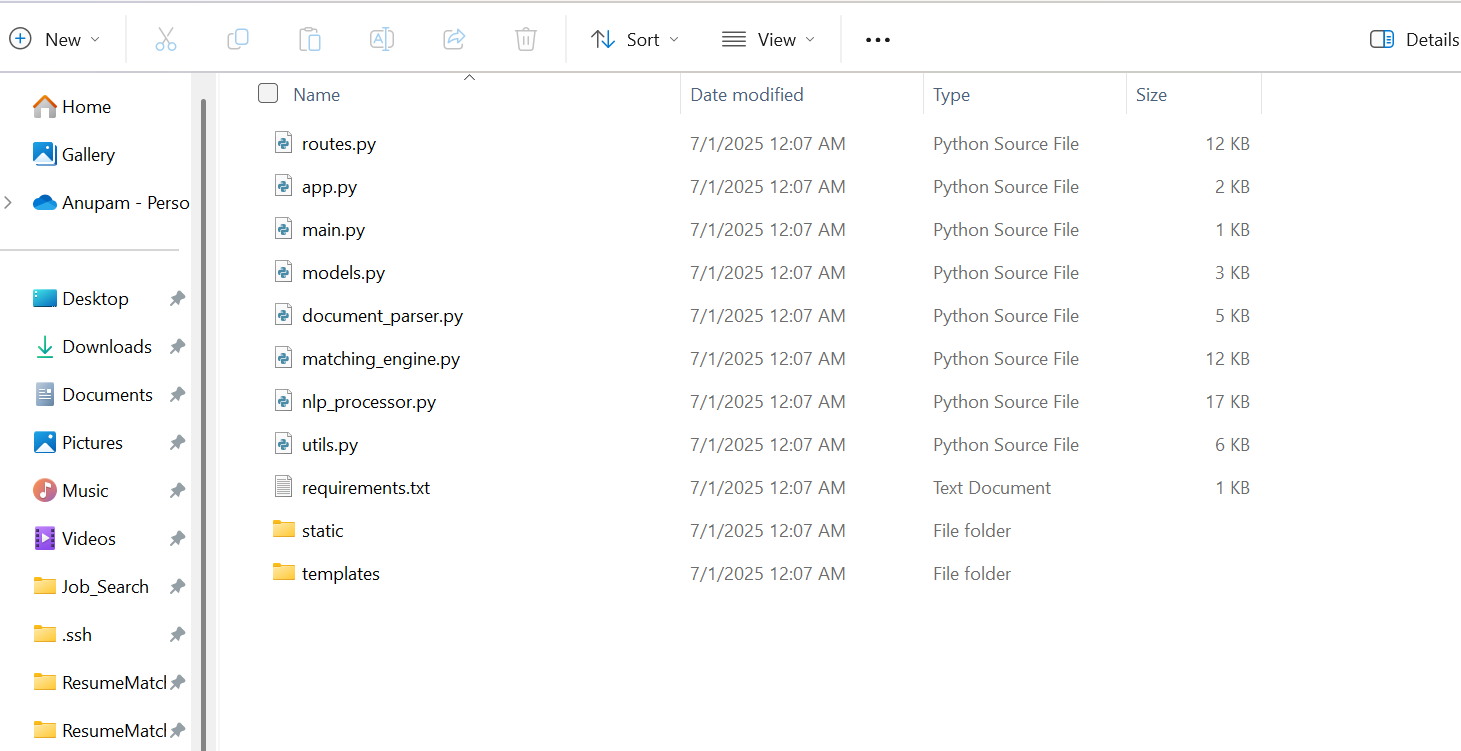 New Sort View ••• Details
Home
Gallery
Anupam - Perso
Desktop
Downloads
Documents
Pictures
Music
Videos
Job_Search
.ssh
ResumeMatcl
ResumeMatcl
Name Date modified Type Size
routes.py 7/1/2025 12:07 AM Python Source File 12 KB
app.py 7/1/2025 12:07 AM Python Source File 2 KB
main.py 7/1/2025 12:07 AM Python Source File 1 KB
models.py 7/1/2025 12:07 AM Python Source File 3 KB
document_parser.py 7/1/2025 12:07 AM Python Source File 5 KB
matching_engine.py 7/1/2025 12:07 AM Python Source File 12 KB
nlp_processor.py 7/1/2025 12:07 AM Python Source File 17 KB
utils.py 7/1/2025 12:07 AM Python Source File 6 KB
requirements.txt 7/1/2025 12:07 AM Text Document 1 KB
static 7/1/2025 12:07 AM File folder
templates 7/1/2025 12:07 AM File folder